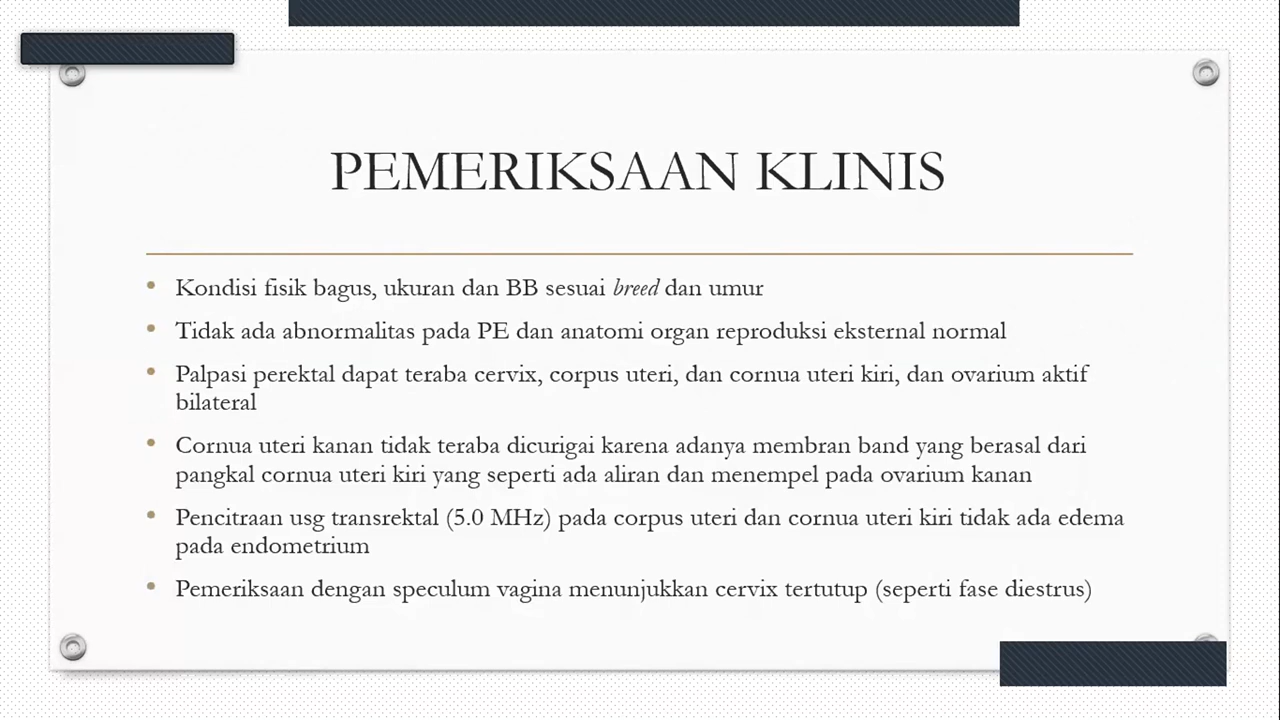 PEMERIKSAAN KLINIS
• Kondisi fisik bagus, ukuran dan BB sesuai breed dan umur
• Tidak ada abnormalitas pada PE dan anatomi organ reproduksi eksternal normal
• Palpasi perektal dapat teraba cervix, corpus uteri, dan cornua uteri kiri, dan ovarium aktif
bilateral
• Cornua uteri kanan tidak teraba dicurigai karena adanya membran band yang berasal dari
pangkal cornua uteri kiri yang seperti ada aliran dan menempel pada ovarium kanan
• Pencitraan usg transrektal (5.0 MHz) pada corpus uteri dan cornua uteri kiri tidak ada edema
pada endometrium
• Pemeriksaan dengan speculum vagina menunjukkan cervix tertutup (seperti fase diestrus)